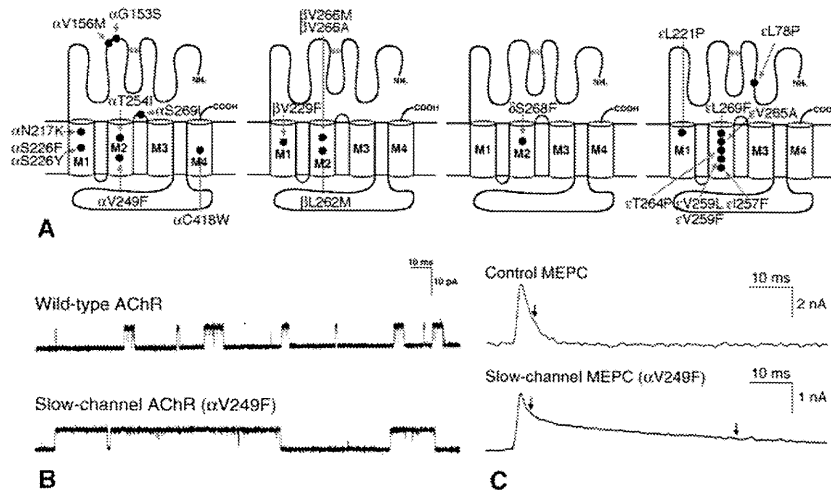 αG153S
αV156M
αT254I
αS269I
αN217K
αS226F
αS226Y
M1
M2
M3
M4
COOH
NH₂
αV249F
αC418W
βV266M
βV266A
βV229F
M1
M2
M3
M4
COOH
NH₂
βL262M
δS268F
M1
M2
M3
M4
COOH
NH₂
εL221P
εL78P
εL269F
εV265A
M1
M2
M3
M4
COOH
NH₂
εT264P
εV259L
εV259F
εI257F
A
10 ms
10 pA
Wild-type AChR
Slow-channel AChR (αV249F)
B
Control MEPC
10 ms
2 nA
Slow-channel MEPC (αV249F)
10 ms
1 nA
C